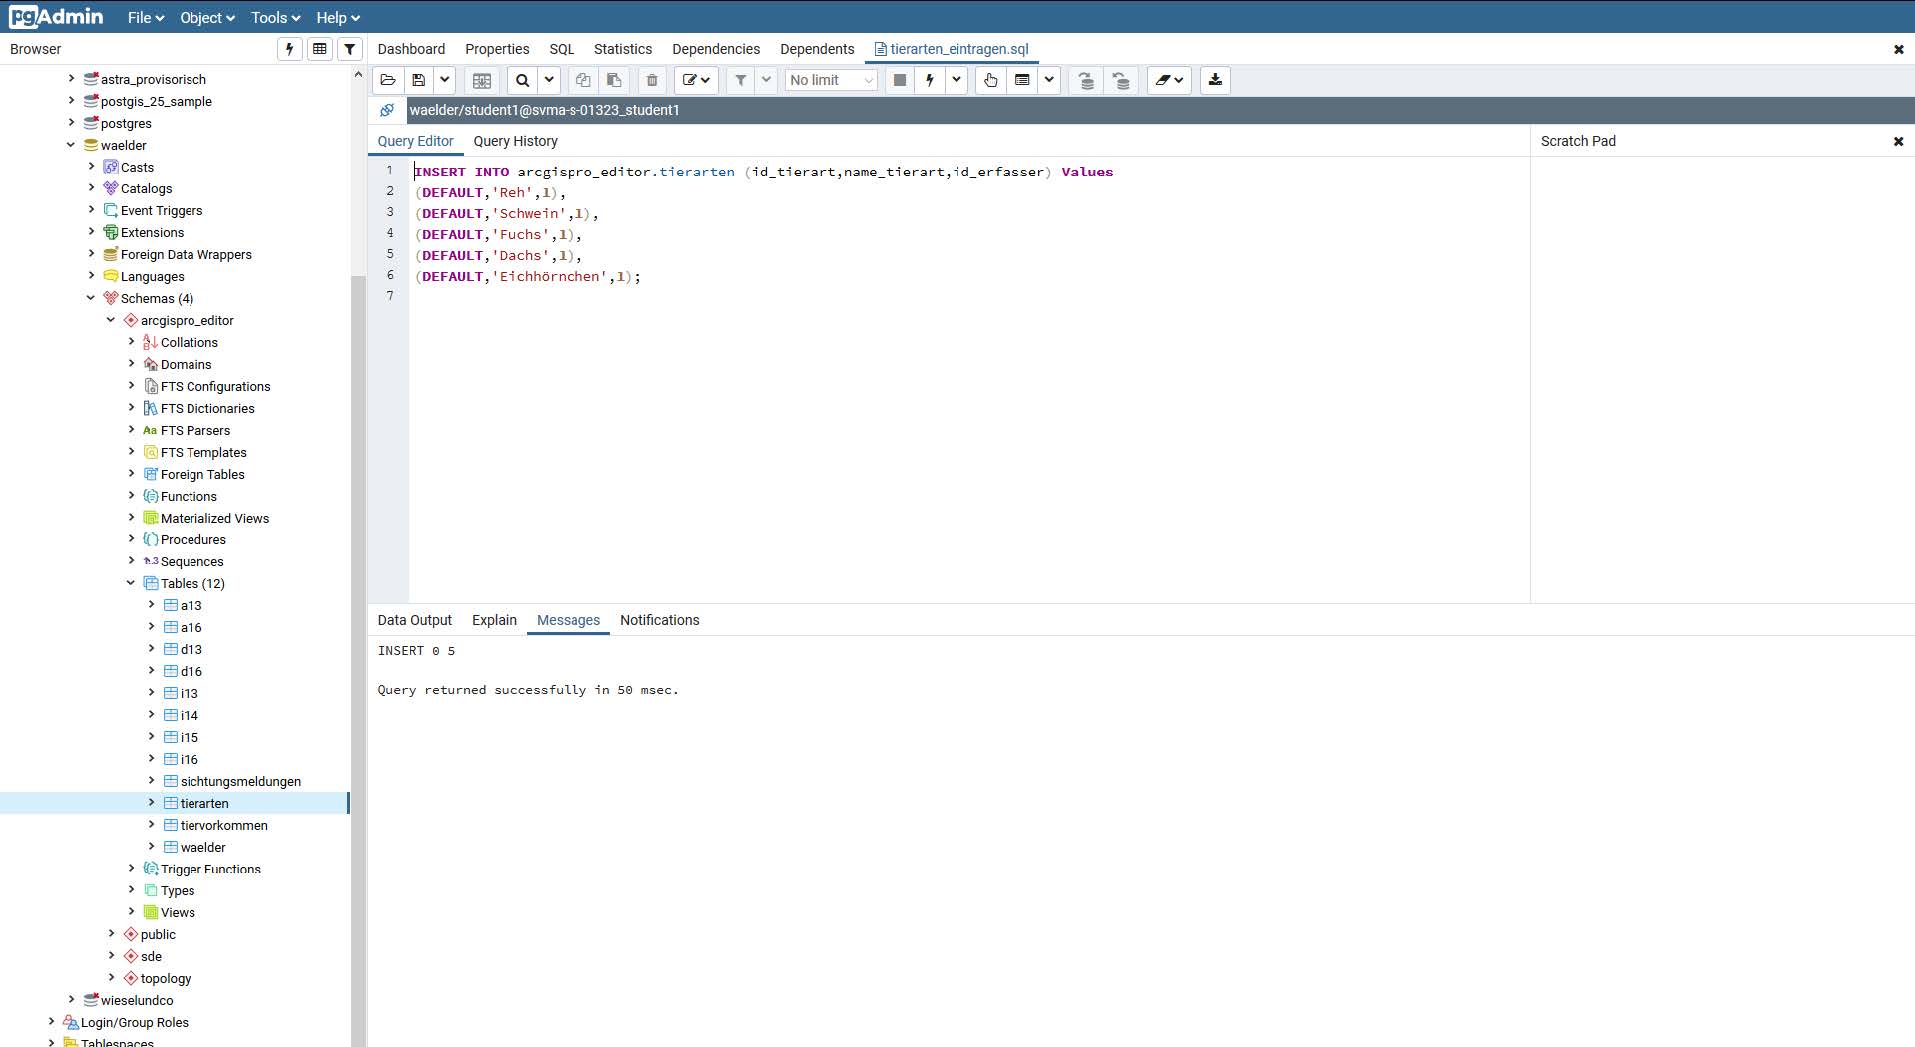 pgAdmin File Object Tools Help
Browser
Dashboard Properties SQL Statistics Dependencies Dependents tierarten_eintragen.sql
No limit
waelder/student1@svma-s-01323_student1
Query Editor Query History
Scratch Pad
1 INSERT INTO arcgispro_editor.tierarten (id_tierart,name_tierart,id_erfasser) Values
2 (DEFAULT,'Reh',1),
3 (DEFAULT,'Schwein',1),
4 (DEFAULT,'Fuchs',1),
5 (DEFAULT,'Dachs',1),
6 (DEFAULT,'Eichhörnchen',1);
7
Data Output Explain Messages Notifications
INSERT 0 5
Query returned successfully in 50 msec.
astra_provisorisch
postgis_25_sample
postgres
waelder
Casts
Catalogs
Event Triggers
Extensions
Foreign Data Wrappers
Languages
Schemas (4)
arcgispro_editor
Collations
Domains
FTS Configurations
FTS Dictionaries
Aa FTS Parsers
FTS Templates
Foreign Tables
Functions
Materialized Views
Procedures
1..3 Sequences
Tables (12)
a13
a16
d13
d16
i13
i14
i15
i16
sichtungsmeldungen
tierarten
tiervorkommen
waelder
Trigger Functions
Types
Views
public
sde
topology
wieselundco
Login/Group Roles
Tablespaces